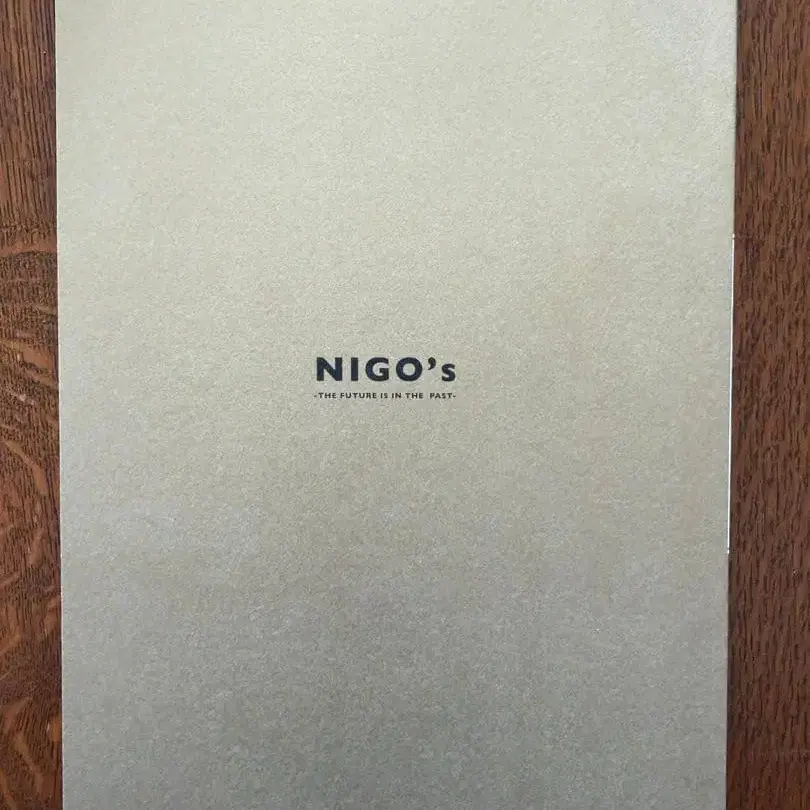 NIGO’s
-THE FUTURE IS IN THE PAST-